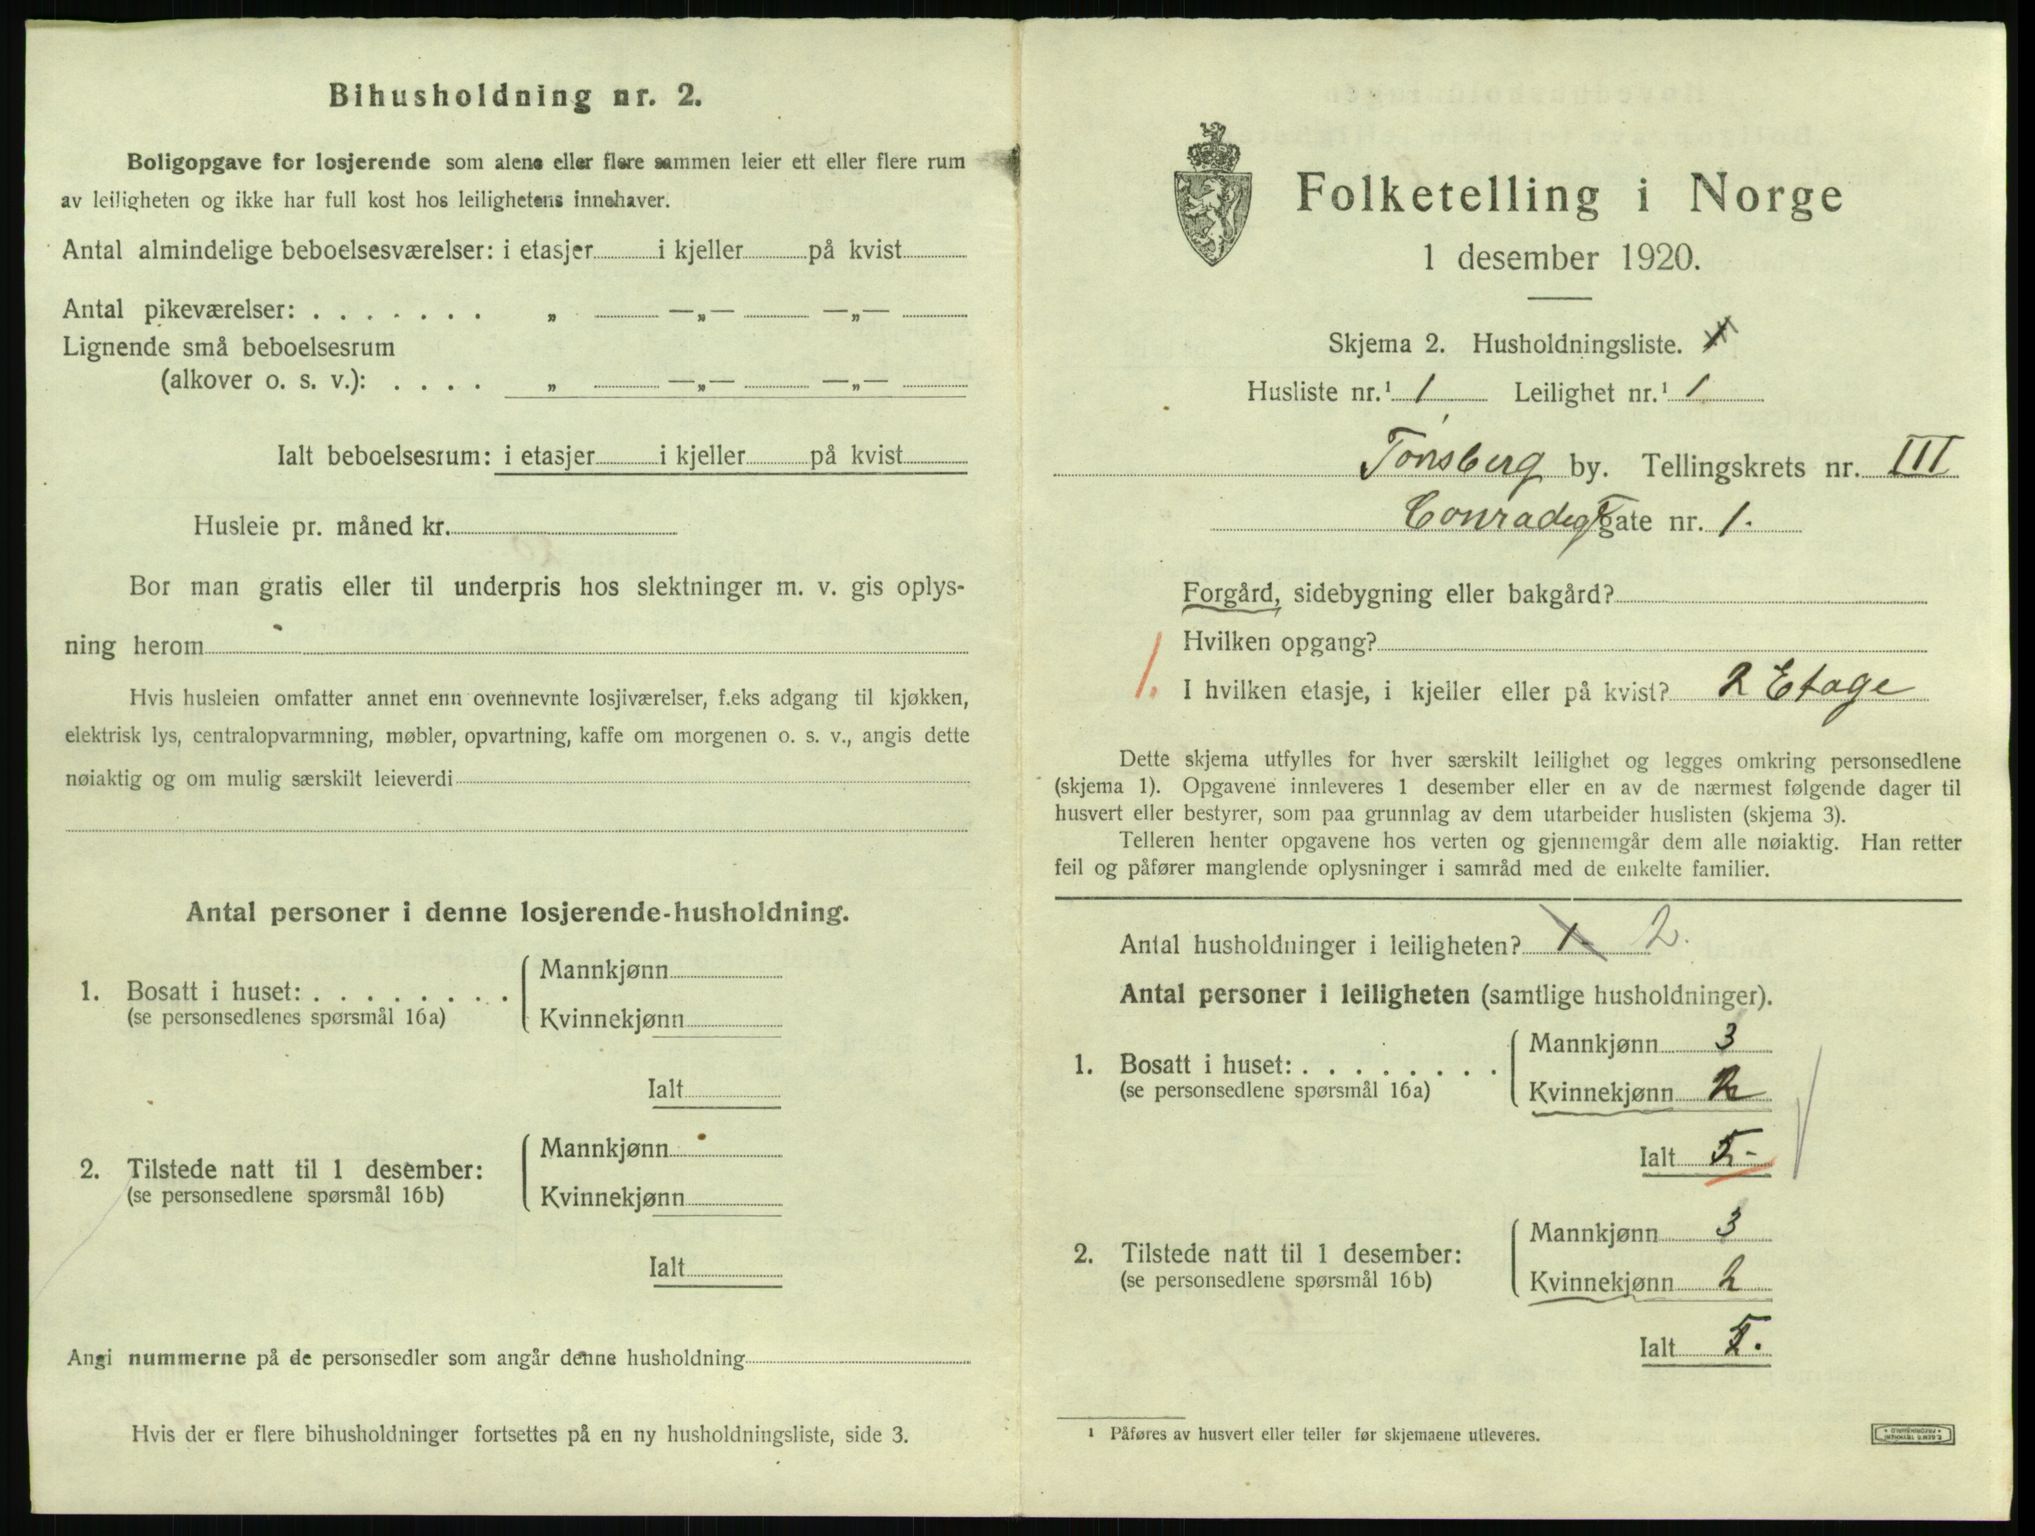 Bihusholdning nr. 2.
Boligopgave for losjerende som alene eller flere sammen leier ett eller flere rum
av leiligheten og ikke har full kost hos leilighetens innehaver.
Antal almindelige beboelsesværelser: i etasjer i kjeller på kvist
Antal pikeværelser: . . . . . . . „ —„— —„—
Lignende små beboelsesrum
(alkover o. s. v.): . . . . „ —„— —„—
Ialt beboelsesrum: i etasjer i kjeller på kvist
Husleie pr. måned kr.
Bor man gratis eller til underpris hos slektninger m. v. gis oplys-
ning herom
Hvis husleien omfatter annet enn ovennevnte losjiværelser, f.eks adgang til kjøkken,
elektrisk lys, centralopvarmning, møbler, opvartning, kaffe om morgenen o. s. v., angis dette
nøiaktig og om mulig særskilt leieverdi
Antal personer i denne losjerende-husholdning.
1. Bosatt i huset: . . . . . . . . Mannkjønn
(se personsedlenes spørsmål 16a) Kvinnekjønn
Ialt
2. Tilstede natt til 1 desember: Mannkjønn
(se personsedlene spørsmål 16b) Kvinnekjønn
Ialt
Angi nummerne på de personsedler som angår denne husholdning
Hvis der er flere bihusholdninger fortsettes på en ny husholdningsliste, side 3.
Folketelling i Norge
1 desember 1920.
Skjema 2. Husholdningsliste.
Husliste nr.¹ 1 Leilighet nr.¹ 1
Tønsberg by. Tellingskrets nr. III
Conradigt gate nr. 1.
Forgård, sidebygning eller bakgård?
Hvilken opgang?
1.
I hvilken etasje, i kjeller eller på kvist? 2 Etage
Dette skjema utfylles for hver særskilt leilighet og legges omkring personsedlene
(skjema 1). Opgavene innleveres 1 desember eller en av de nærmest følgende dager til
husvert eller bestyrer, som paa grunnlag av dem utarbeider huslisten (skjema 3).
Telleren henter opgavene hos verten og gjennemgår dem alle nøiaktig. Han retter
feil og påfører manglende oplysninger i samråd med de enkelte familier.
Antal husholdninger i leiligheten? 1. 2.
Antal personer i leiligheten (samtlige husholdninger).
1. Bosatt i huset: . . . . . . . . Mannkjønn 3
(se personsedlene spørsmål 16a) Kvinnekjønn 2
Ialt 5.-
2. Tilstede natt til 1 desember: Mannkjønn 3
(se personsedlene spørsmål 16b) Kvinnekjønn 2
Ialt 5.
¹ Påføres av husvert eller teller før skjemaene utleveres.